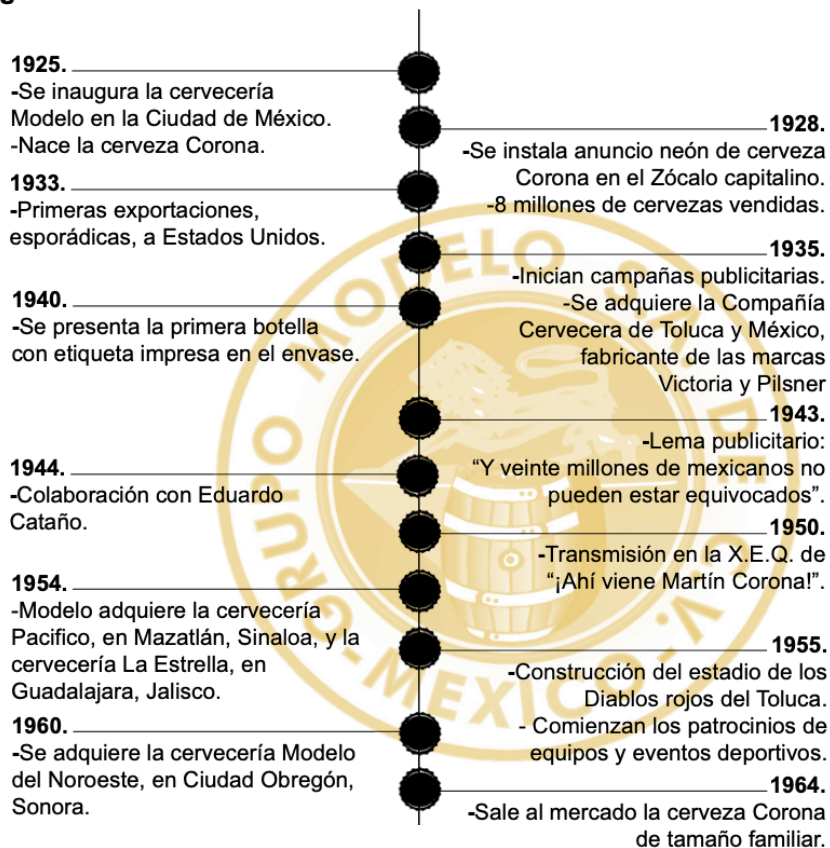 1925.
-Se inaugura la cervecería
Modelo en la Ciudad de México.
-Nace la cerveza Corona.
1928.
-Se instala anuncio neón de cerveza
Corona en el Zócalo capitalino.
-8 millones de cervezas vendidas.
1933.
-Primeras exportaciones,
esporádicas, a Estados Unidos.
1935.
-Inician campañas publicitarias.
-Se adquiere la Compañía
Cervecera de Toluca y México,
fabricante de las marcas
Victoria y Pilsner
1940.
-Se presenta la primera botella
con etiqueta impresa en el envase.
1943.
-Lema publicitario:
“Y veinte millones de mexicanos no
pueden estar equivocados”.
1944.
-Colaboración con Eduardo
Cataño.
1950.
-Transmisión en la X.E.Q. de
“¡Ahí viene Martín Corona!”.
1954.
-Modelo adquiere la cervecería
Pacifico, en Mazatlán, Sinaloa, y la
cervecería La Estrella, en
Guadalajara, Jalisco.
1955.
-Construcción del estadio de los
Diablos rojos del Toluca.
- Comienzan los patrocinios de
equipos y eventos deportivos.
1960.
-Se adquiere la cervecería Modelo
del Noroeste, en Ciudad Obregón,
Sonora.
1964.
-Sale al mercado la cerveza Corona
de tamaño familiar.
GRUPO MODELO S.A. DE C.V. - MEXICO -